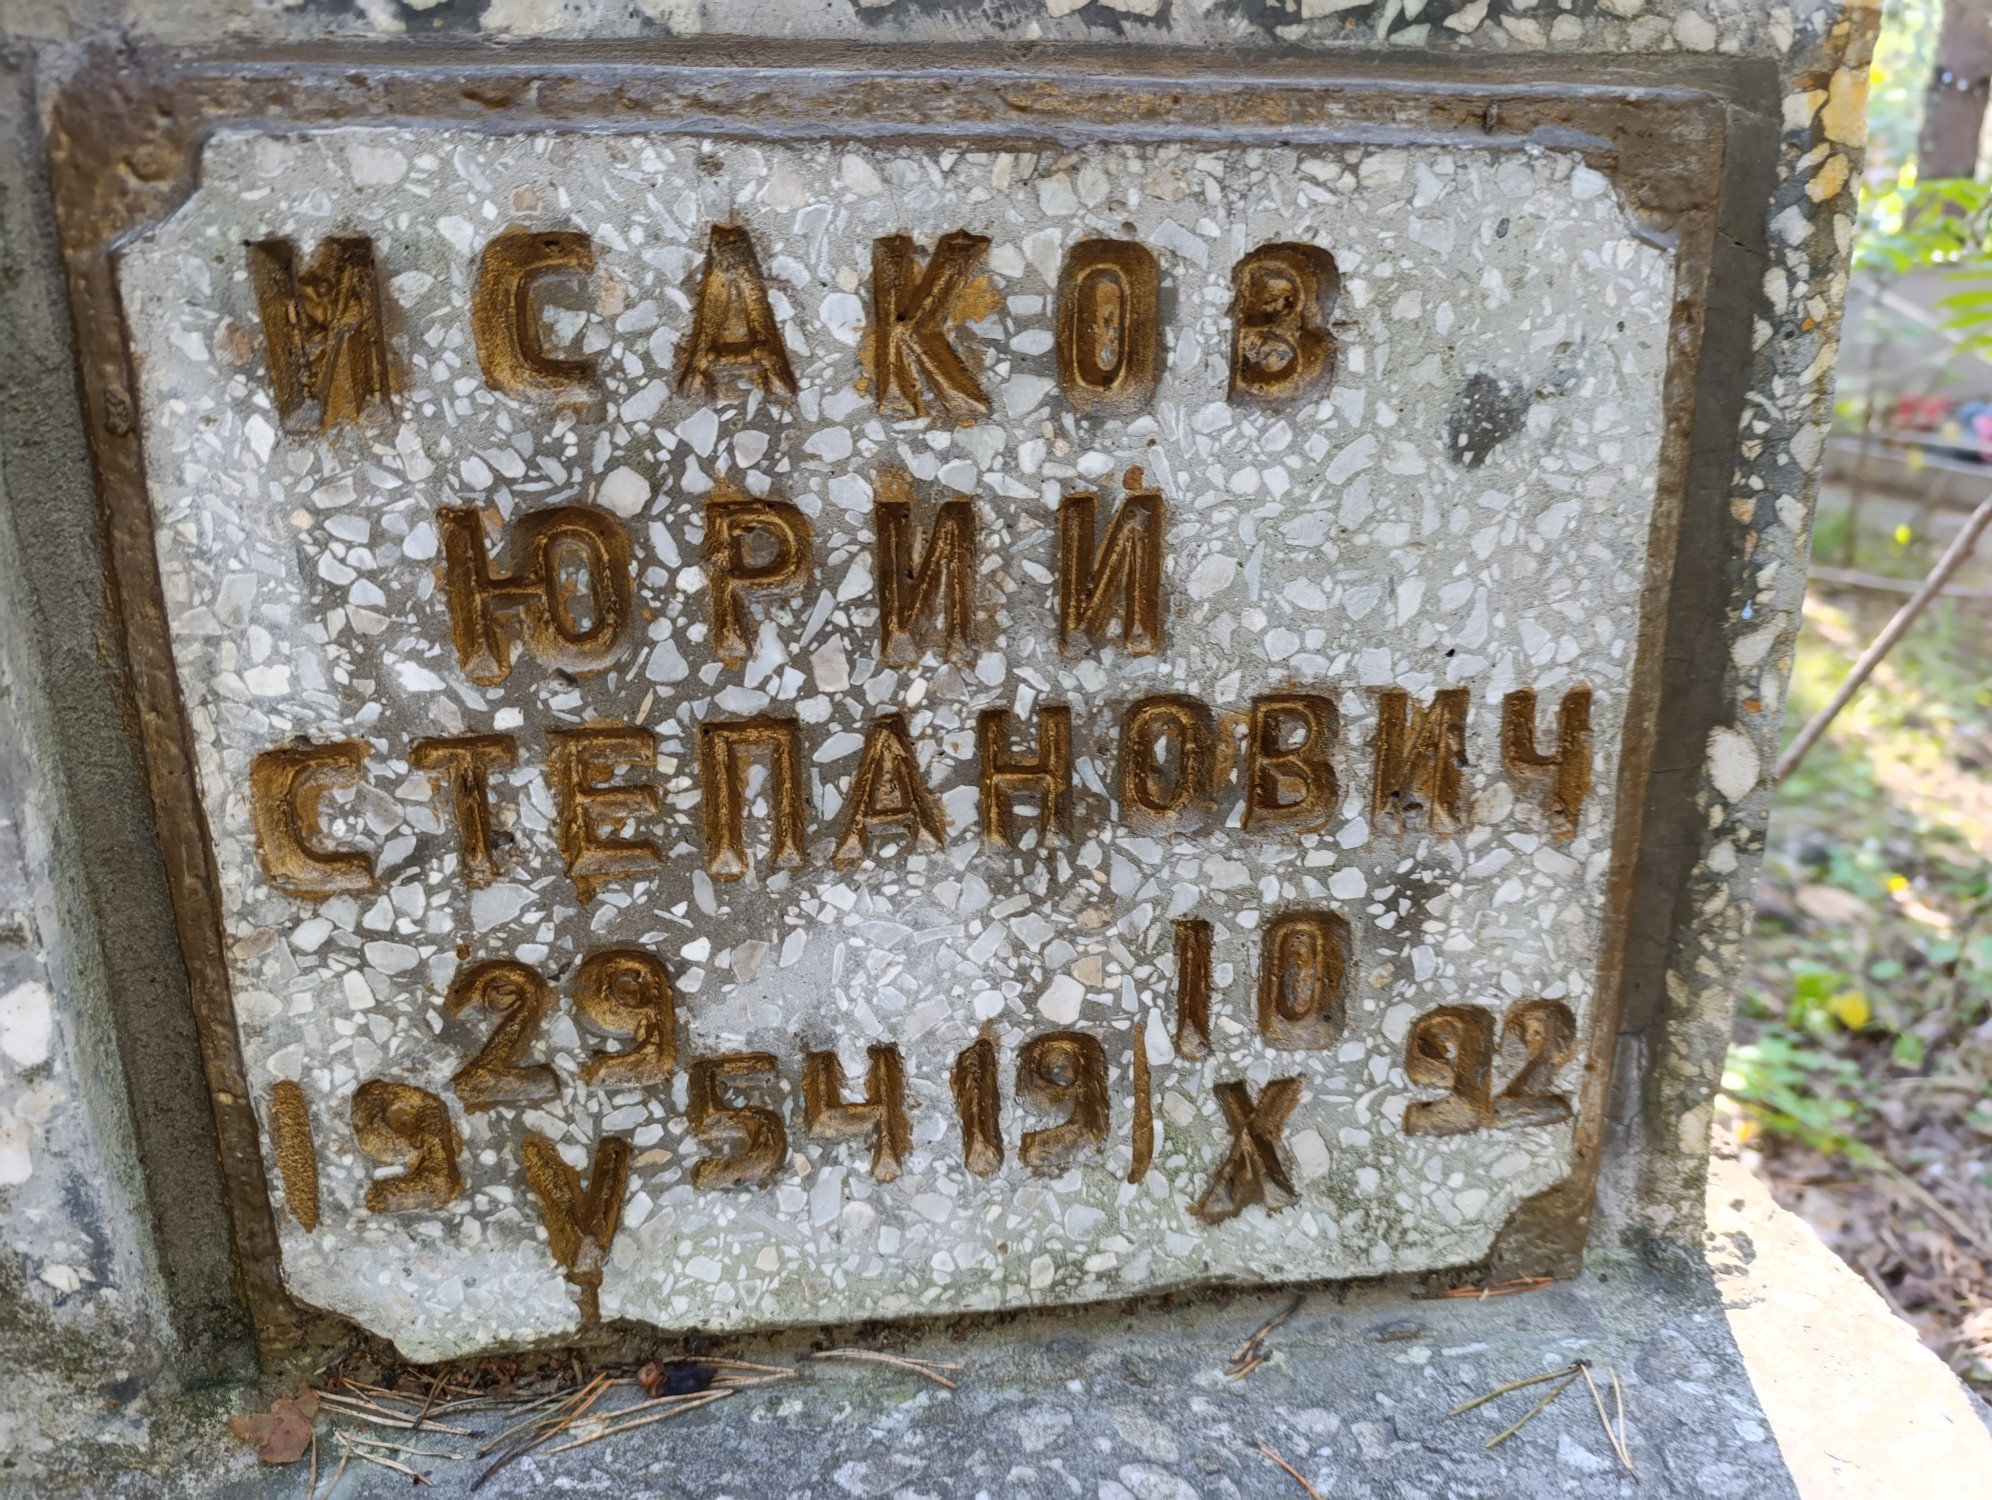 ИСАКОВ
ЮРИЙ
СТЕПАНОВИЧ
29 10
19 54 19 | 92
V X